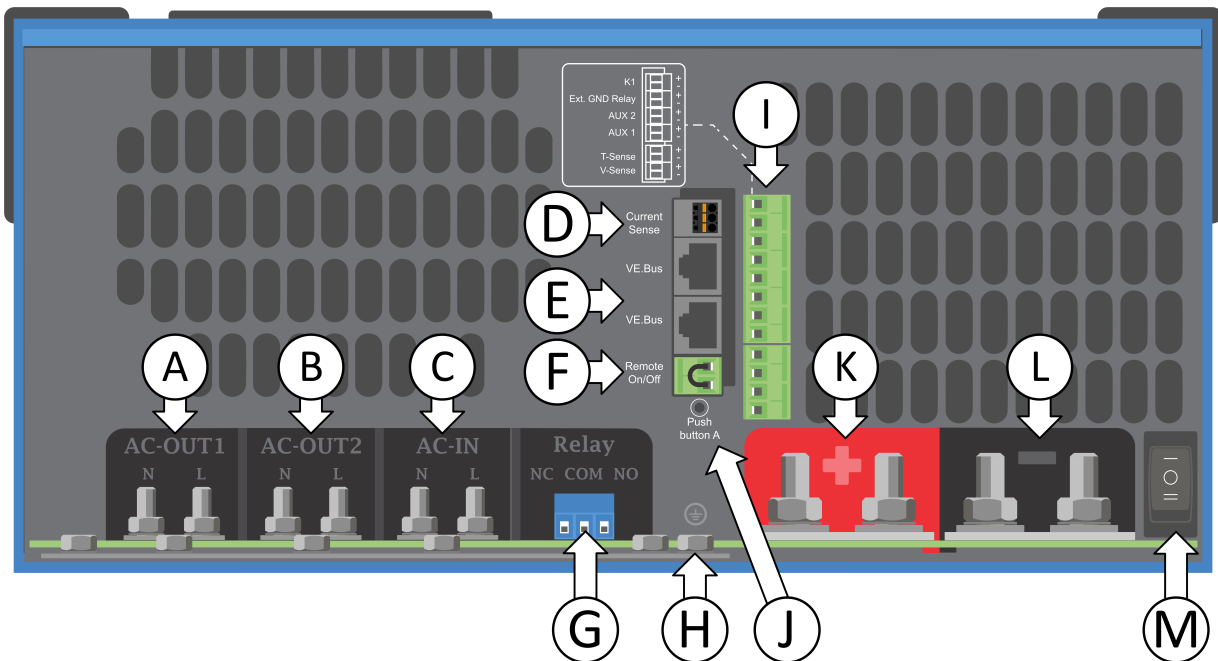 K1 + -
Ext. GND Relay + -
AUX 2 + -
AUX 1 + -
T-Sense + -
V-Sense + -
I
D
Current
Sense
VE.Bus
E
VE.Bus
F
Remote
On/Off
Push
button A
A
B
C
K
L
AC-OUT1
N L
AC-OUT2
N L
AC-IN
N L
Relay
NC COM NO
+
-
I
O
II
G
H
J
M